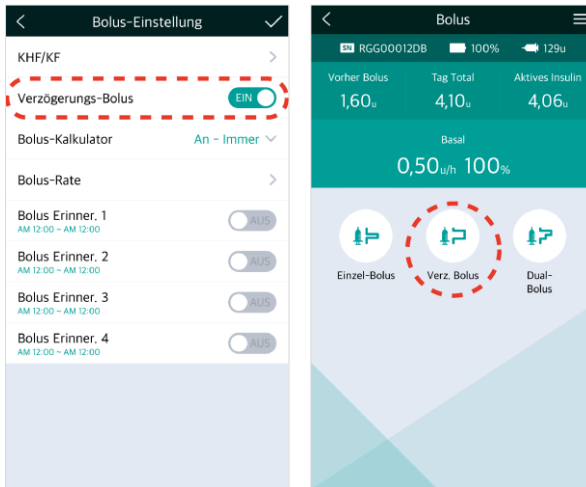 Bolus-Einstellung
KHF/KF
Verzögerungs-Bolus EIN
Bolus-Kalkulator An - Immer
Bolus-Rate
Bolus Erinner. 1 AUS
AM 12:00 ~ AM 12:00
Bolus Erinner. 2 AUS
AM 12:00 ~ AM 12:00
Bolus Erinner. 3 AUS
AM 12:00 ~ AM 12:00
Bolus Erinner. 4 AUS
AM 12:00 ~ AM 12:00
Bolus
SN RGG00012DB 100% 129u
Vorher Bolus Tag Total Aktives Insulin
1,60u 4,10u 4,06u
Basal
0,50u/h 100%
Einzel-Bolus Verz. Bolus Dual-
Bolus